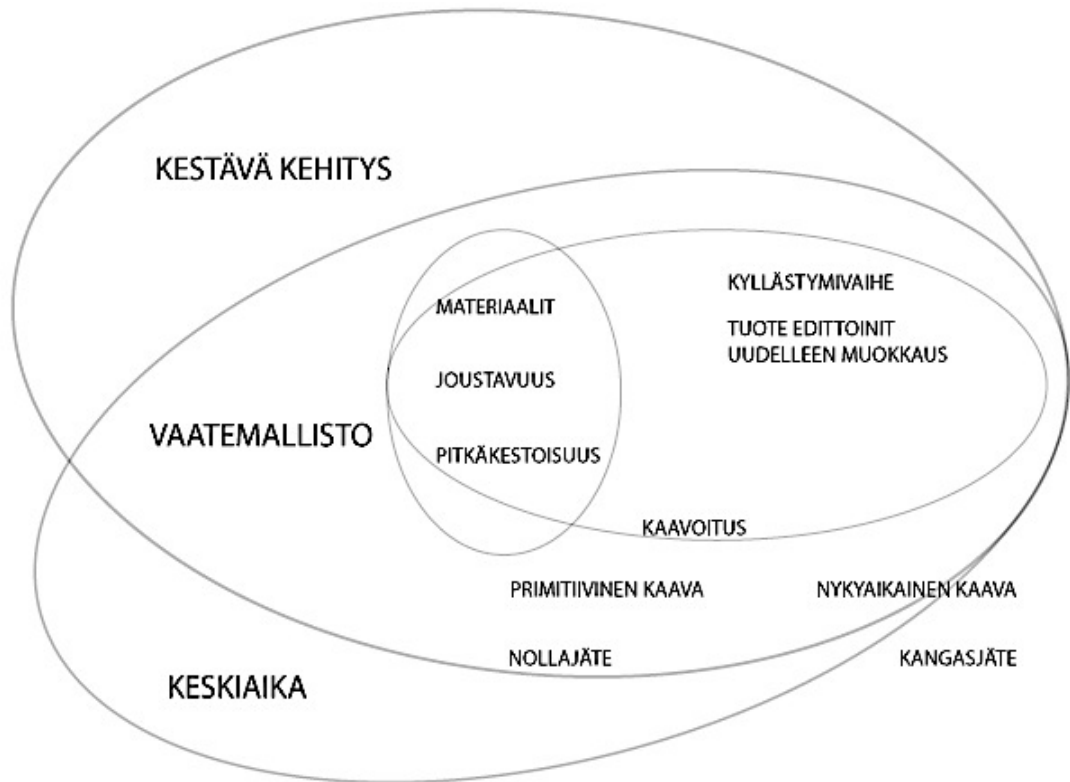 KESTÄVÄ KEHITYS
KYLLÄSTYMIVAIHE
MATERIAALIT
TUOTE EDITTOINIT
UUDELLEEN MUOKKAUS
JOUSTAVUUS
VAATEMALLISTO
PITKÄKESTOISUUS
KAAVOITUS
PRIMITIIVINEN KAAVA
NYKYAIKAINEN KAAVA
NOLLAJÄTE
KANGASJÄTE
KESKIAIKA